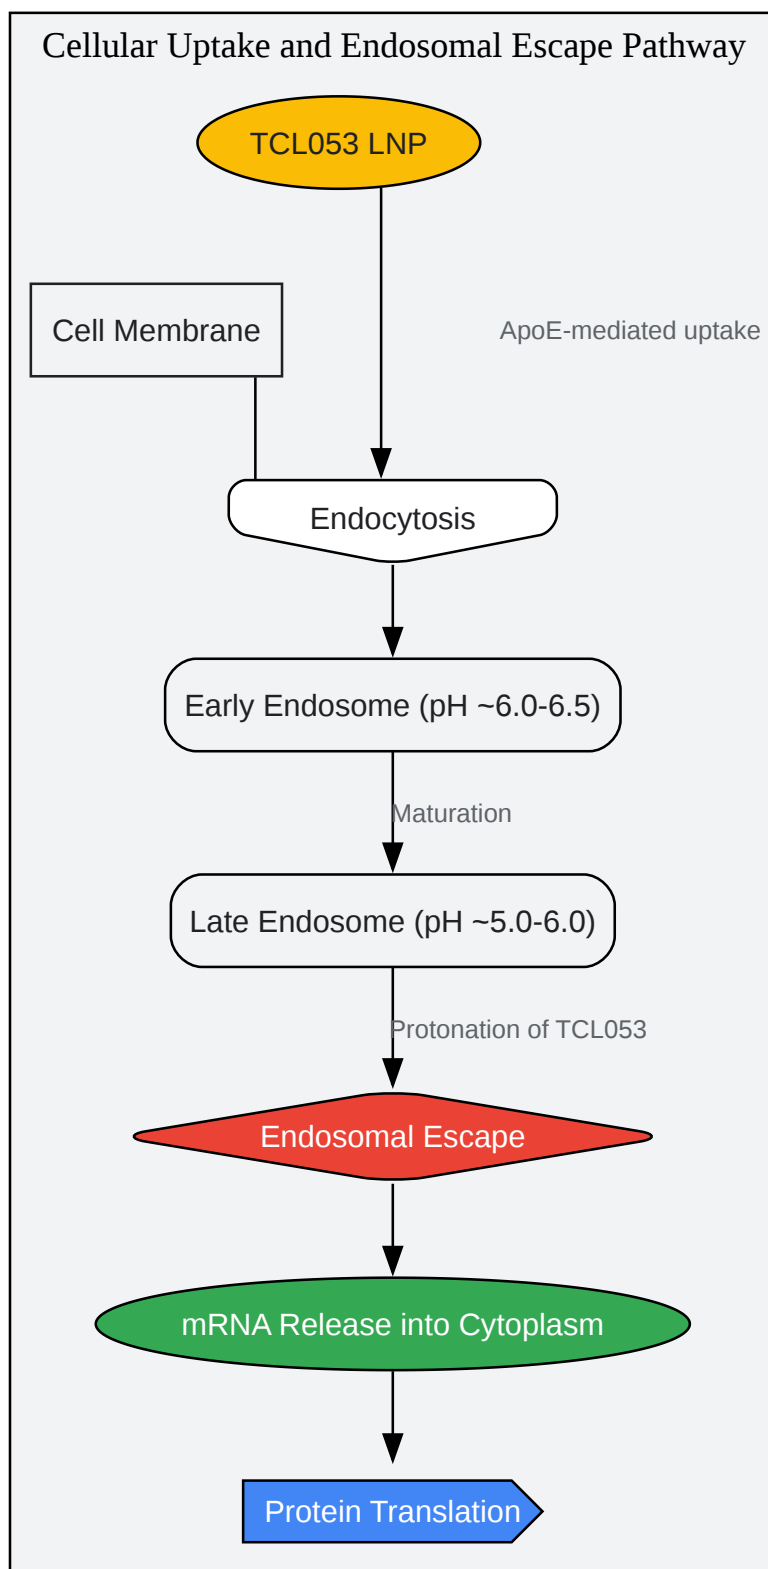 Cellular Uptake and Endosomal Escape Pathway
TCL053 LNP
Cell Membrane
ApoE-mediated uptake
Endocytosis
Early Endosome (pH ~6.0-6.5)
Maturation
Late Endosome (pH ~5.0-6.0)
Protonation of TCL053
Endosomal Escape
mRNA Release into Cytoplasm
Protein Translation